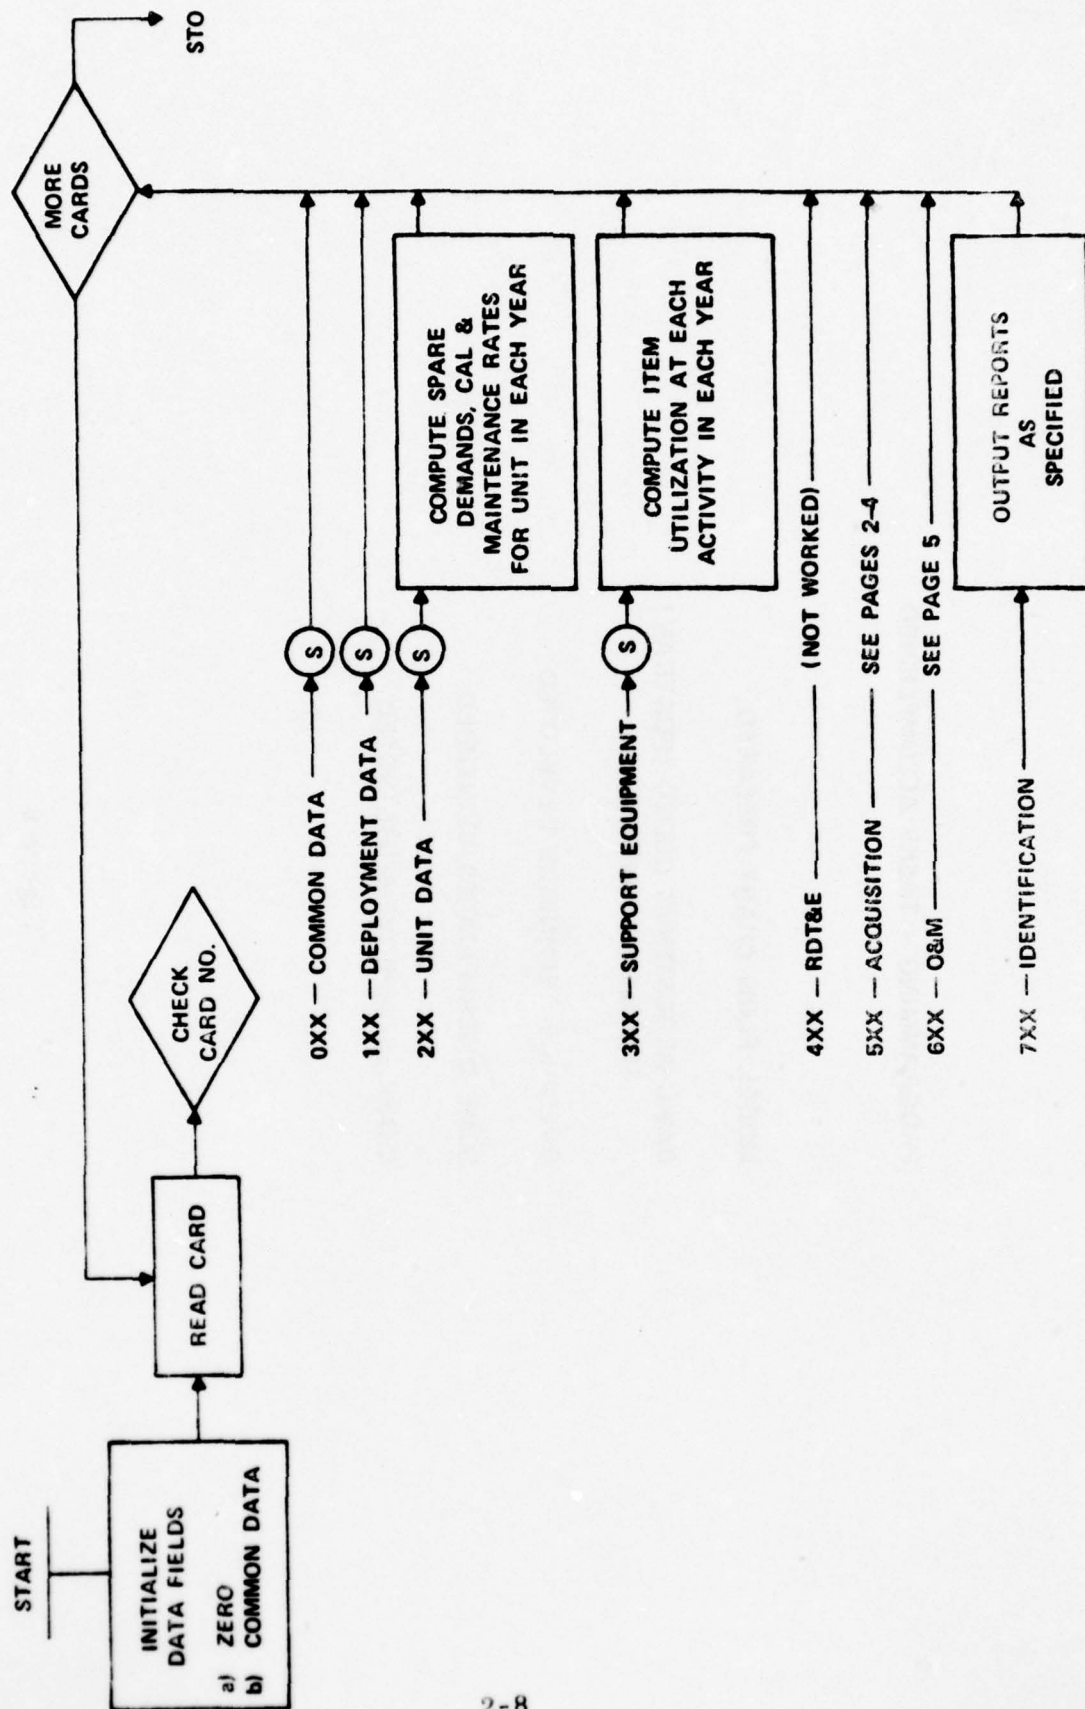 START
INITIALIZE
DATA FIELDS
a) ZERO
b) COMMON DATA
READ CARD
CHECK
CARD NO.
MORE
CARDS
STO
0XX — COMMON DATA
S
1XX — DEPLOYMENT DATA
S
2XX — UNIT DATA
S
COMPUTE SPARE
DEMANDS, CAL &
MAINTENANCE RATES
FOR UNIT IN EACH YEAR
3XX — SUPPORT EQUIPMENT
S
COMPUTE ITEM
UTILIZATION AT EACH
ACTIVITY IN EACH YEAR
4XX — RDT&E — (NOT WORKED)
5XX — ACQUISITION — SEE PAGES 2-4
6XX — O&M — SEE PAGE 5
7XX — IDENTIFICATION
OUTPUT REPORTS
AS
SPECIFIED
2-8